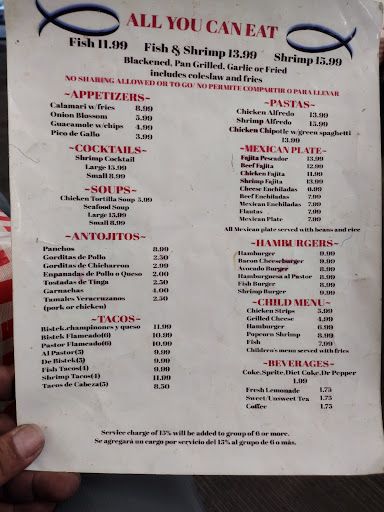 ALL YOU CAN EAT
Fish 11.99 Fish & Shrimp 13.99 Shrimp 15.99
Blackened, Pan Grilled, Garlic or Fried
includes coleslaw and fries
NO SHARING ALLOWED OR TO GO/ NO PERMITE COMPARTIR O PARA LLEVAR
~APPETIZERS~
Calamari w/fries 8.99
Onion Blossom 5.99
Guacamole w/chips 4.99
Pico de Gallo 3.99
~COCKTAILS~
Shrimp Cocktail
Large 15.99
Small 8.99
~SOUPS~
Chicken Tortilla Soup 5.99
Seafood Soup
Large 15.99
Small 8.99
~ANTOJITOS~
Panchos 8.99
Gorditas de Pollo 2.50
Gorditas de Chicharron 2.99
Empanadas de Pollo o Queso 2.00
Tostadas de Tinga 2.50
Garnachas 4.00
Tamales Veracruzanos 2.50
(pork or chicken)
~TACOS~
Bistek,champinones y queso 11.99
Bistek Flameado(6) 10.99
Pastor Flameado(6) 10.99
Al Pastor(5) 9.99
De Bistek(5) 9.99
Fish Tacos(4) 9.99
Shrimp Tacos(4) 11.99
Tacos de Cabeza(5) 8.50
~PASTAS~
Chicken Alfredo 13.99
Shrimp Alfredo 15.99
Chicken Chipotle w/green spaghetti
13.99
~MEXICAN PLATE~
Fajita Pescador 13.99
Beef Fajita 12.99
Chicken Fajita 11.99
Shrimp Fajita 13.99
Cheese Enchiladas
Beef Enchiladas 7.99
Mexican Enchiladas 7.99
Flautas 7.99
Mexican Plate 7.99
All Mexican plate served with beans and rice
~HAMBURGERS~
Hamburger 9.99
Bacon Cheeseburger 9.99
Avocado Burger 8.99
Hamburguesa al Pastor 8.99
Fish Burger 8.99
Shrimp Burger 9.99
~CHILD MENU~
Chicken Strips 5.99
Grilled Cheese 4.99
Hamburger 6.99
Popcorn Shrimp 8.99
Fish 7.99
Children's menu served with fries
~BEVERAGES~
Coke,Sprite,Diet Coke,Dr Pepper
1.99
Fresh Lemonade 1.75
Sweet/Unsweet Tea 1.75
Coffee 1.75
Service charge of 15% will be added to group of 6 or more.
Se agregará un cargo por servicio del 15% al grupo de 6 o más.